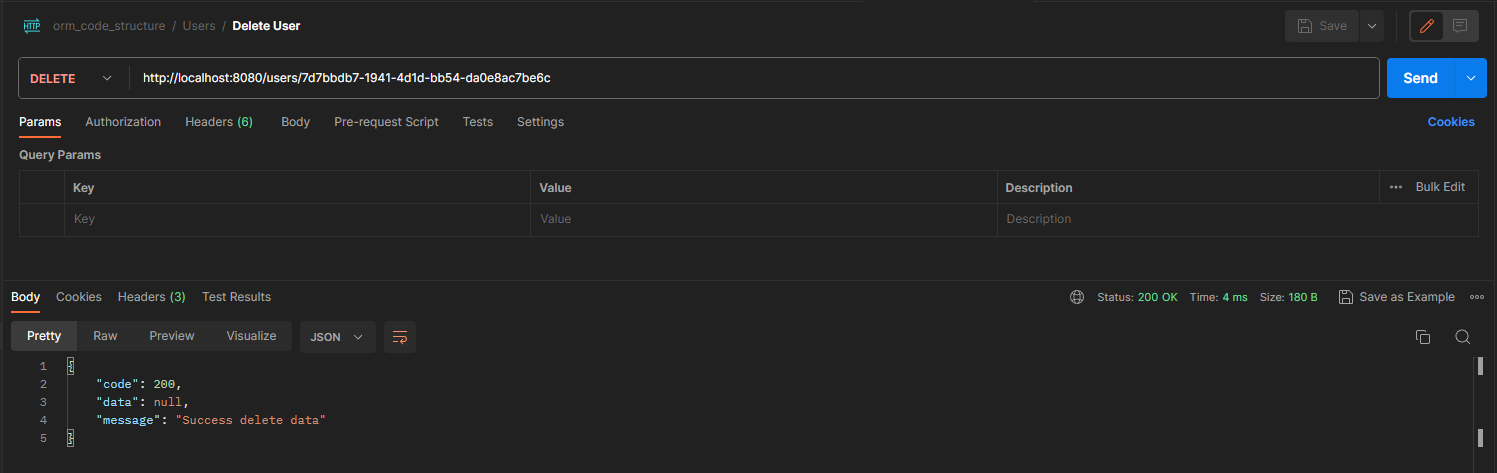 HTTP orm_code_structure / Users / Delete User Save
DELETE http://localhost:8080/users/7d7bbdb7-1941-4d1d-bb54-da0e8ac7be6c Send
Params Authorization Headers (6) Body Pre-request Script Tests Settings Cookies
Query Params
Key Value Description Bulk Edit
Key Value Description
Body Cookies Headers (3) Test Results Status: 200 OK Time: 4 ms Size: 180 B Save as Example
Pretty Raw Preview Visualize JSON
1 {
2 "code": 200,
3 "data": null,
4 "message": "Success delete data"
5 }